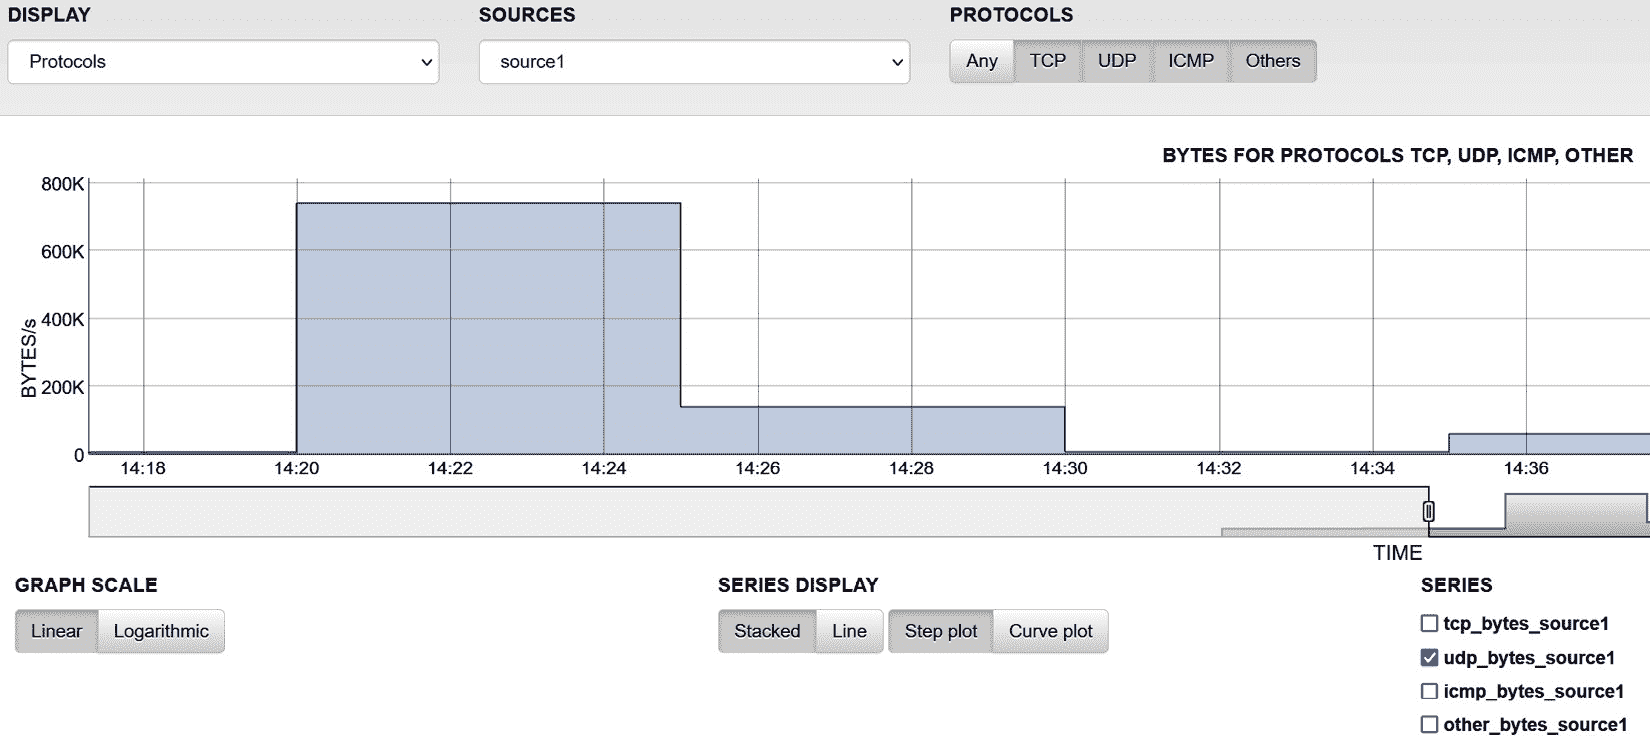 DISPLAY
SOURCES
PROTOCOLS
Protocols
source1
Any TCP UDP ICMP Others
BYTES FOR PROTOCOLS TCP, UDP, ICMP, OTHER
BYTES/s
800K
600K
400K
200K
0
14:18 14:20 14:22 14:24 14:26 14:28 14:30 14:32 14:34 14:36
TIME
GRAPH SCALE
Linear Logarithmic
SERIES DISPLAY
Stacked Line Step plot Curve plot
SERIES
tcp_bytes_source1
udp_bytes_source1
icmp_bytes_source1
other_bytes_source1